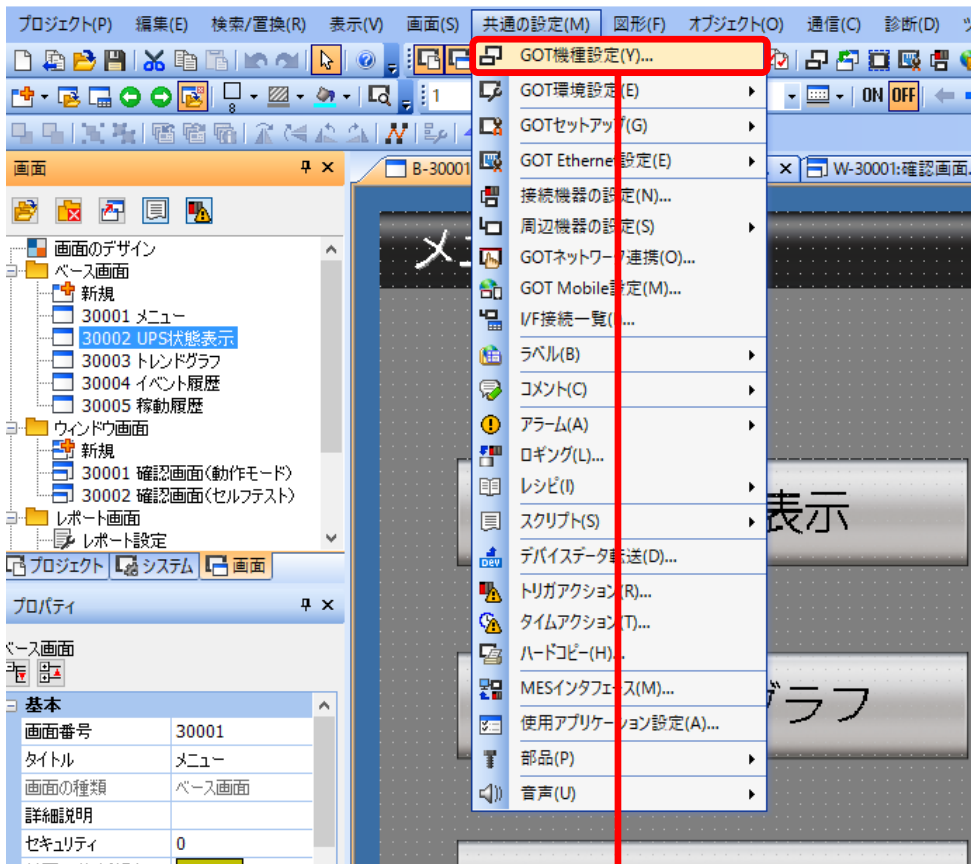 プロジェクト(P) 編集(E) 検索/置換(R) 表示(V) 画面(S) 共通の設定(M) 図形(F) オブジェクト(O) 通信(C) 診断(D)
GOT機種設定(Y)...
GOT環境設定(E)
1 ON OFF
8
GOTセットアップ(G)
画面
B-30001
GOT Ethernet設定(E)
W-30001:確認画面
接続機器の設定(N)...
周辺機器の設定(S)
GOTネットワーク連携(O)...
GOT Mobile設定(M)...
I/F接続一覧
ラベル(B)
コメント(C)
アラーム(A)
ロギング(L)...
レシピ(I)
スクリプト(S)
デバイスデータ転送(D)...
トリガアクション(R)...
タイムアクション(T)...
ハードコピー(H)...
MESインタフェース(M)...
使用アプリケーション設定(A)...
部品(P)
音声(U)
画面のデザイン
ベース画面
新規
30001 メニュー
30002 UPS状態表示
30003 トレンドグラフ
30004 イベント履歴
30005 稼動履歴
ウィンドウ画面
新規
30001 確認画面(動作モード)
30002 確認画面(セルフテスト)
レポート画面
レポート設定
プロジェクト システム 画面
プロパティ
ベース画面
基本
画面番号 30001
タイトル メニュー
画面の種類 ベース画面
詳細説明
セキュリティ 0
メニ
表示
グラフ